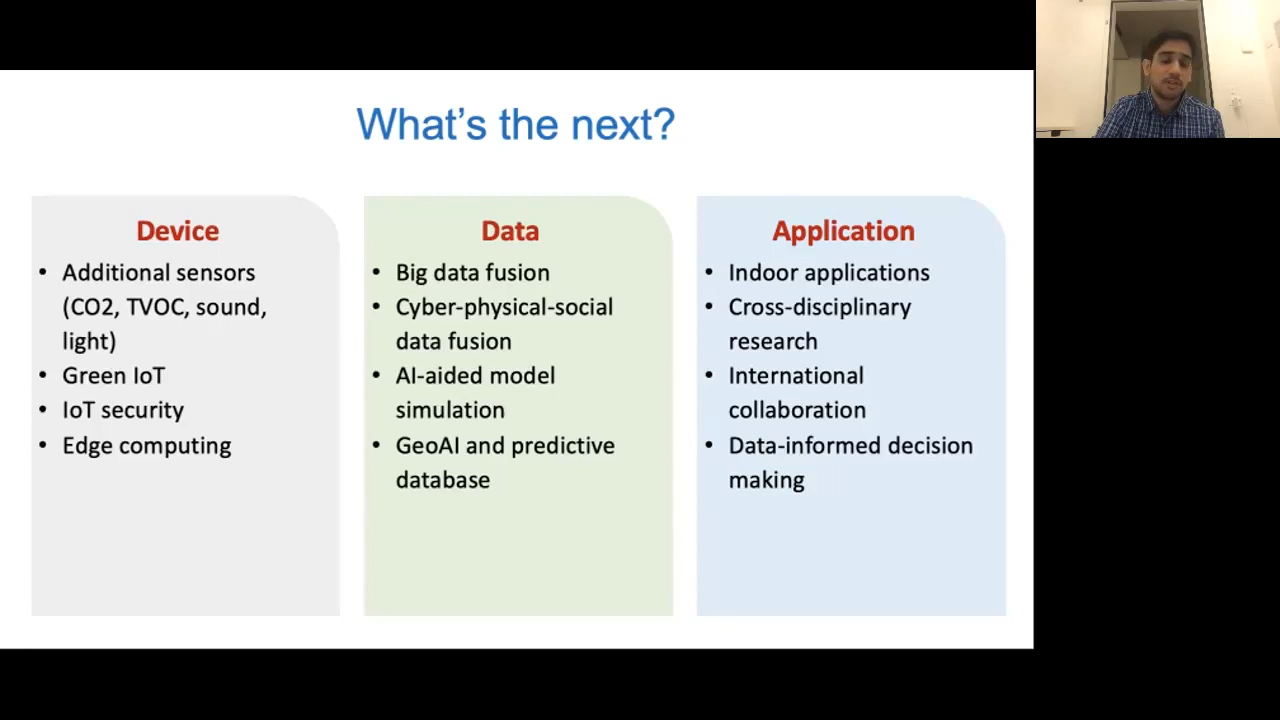 What's the next?
Device
• Additional sensors
(CO2, TVOC, sound,
light)
• Green IoT
• IoT security
• Edge computing
Data
• Big data fusion
• Cyber-physical-social
data fusion
• AI-aided model
simulation
• GeoAI and predictive
database
Application
• Indoor applications
• Cross-disciplinary
research
• International
collaboration
• Data-informed decision
making